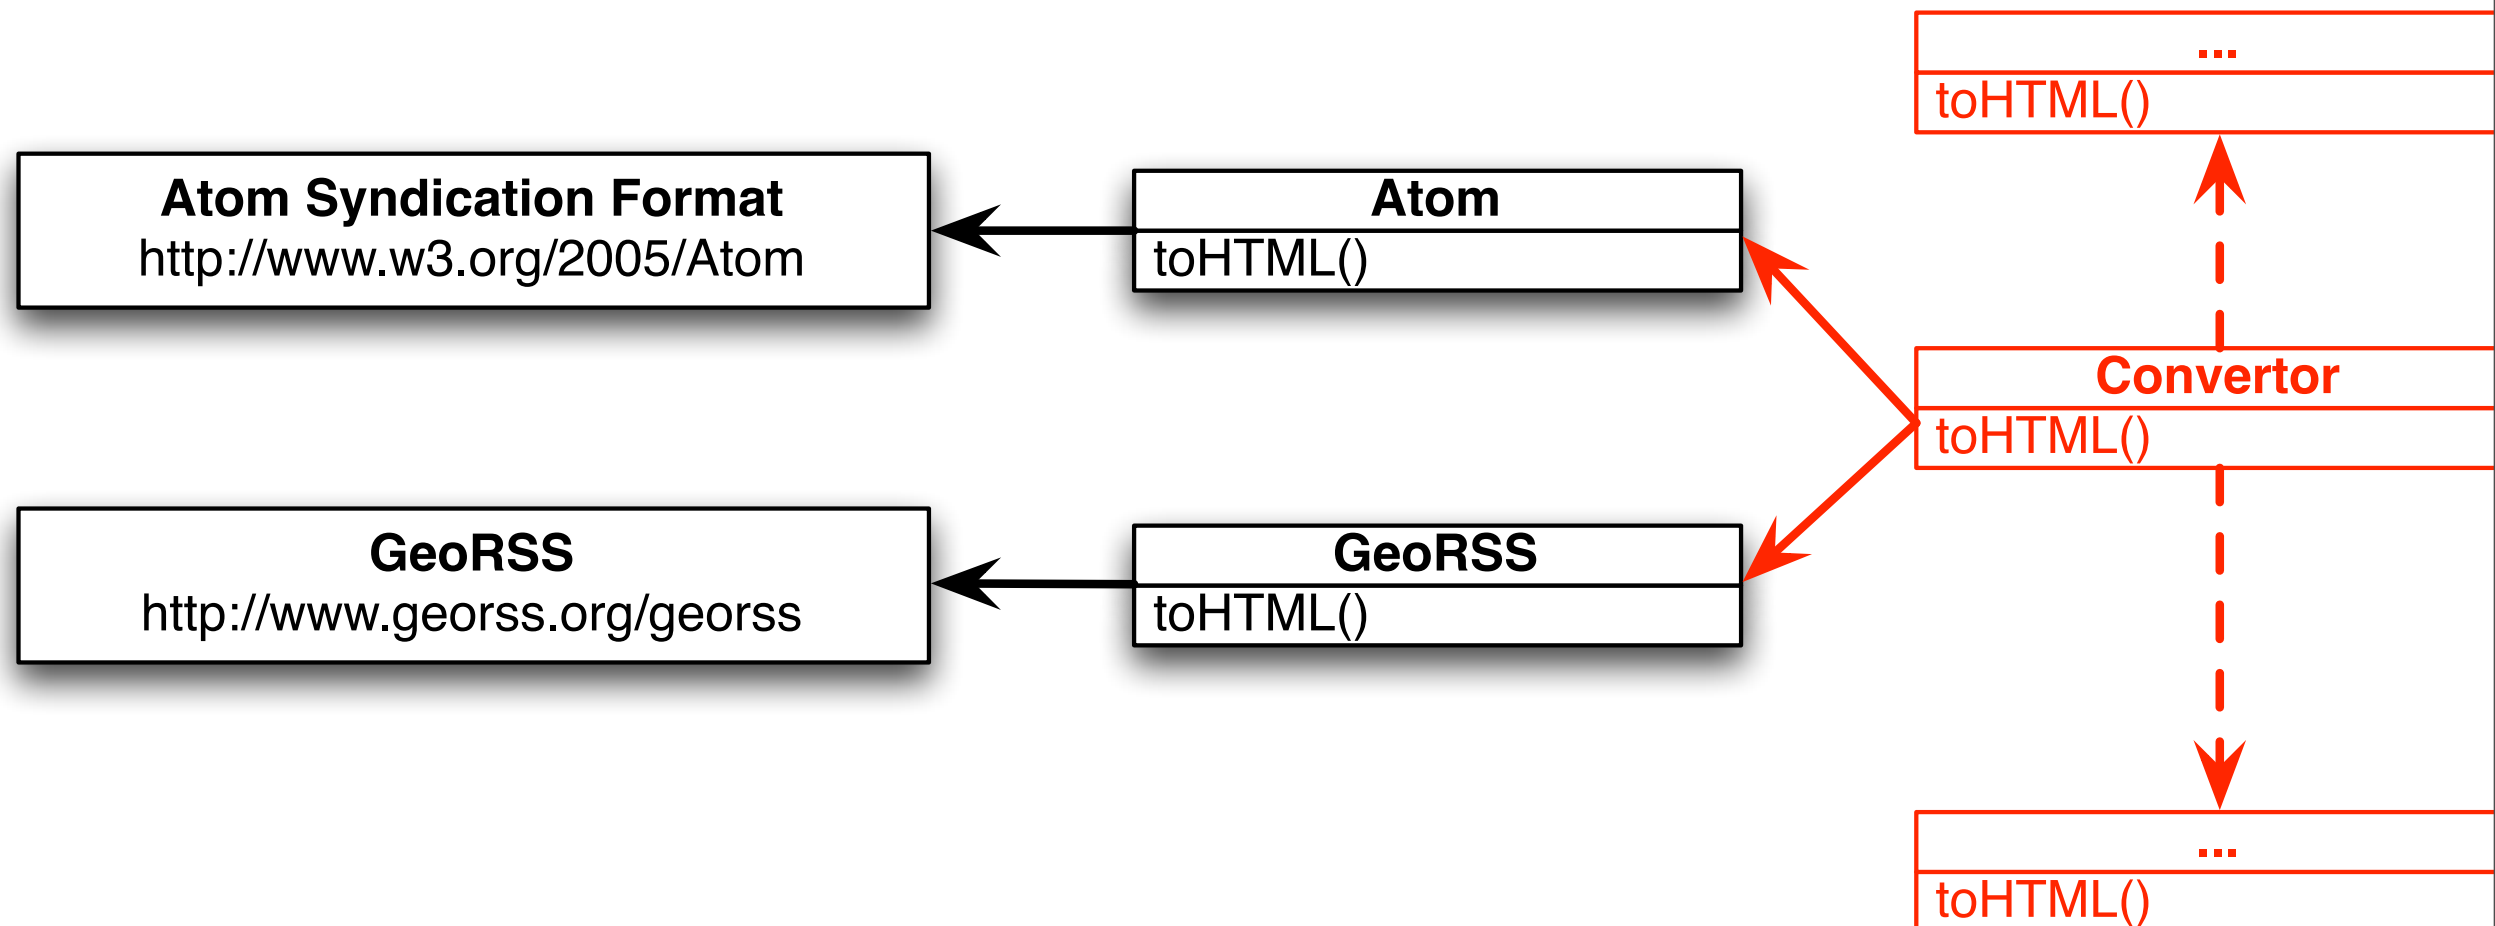 ...
toHTML()
Atom Syndication Format
http://www.w3.org/2005/Atom
Atom
toHTML()
Convertor
toHTML()
GeoRSS
http://www.georss.org/georss
GeoRSS
toHTML()
...
toHTML()